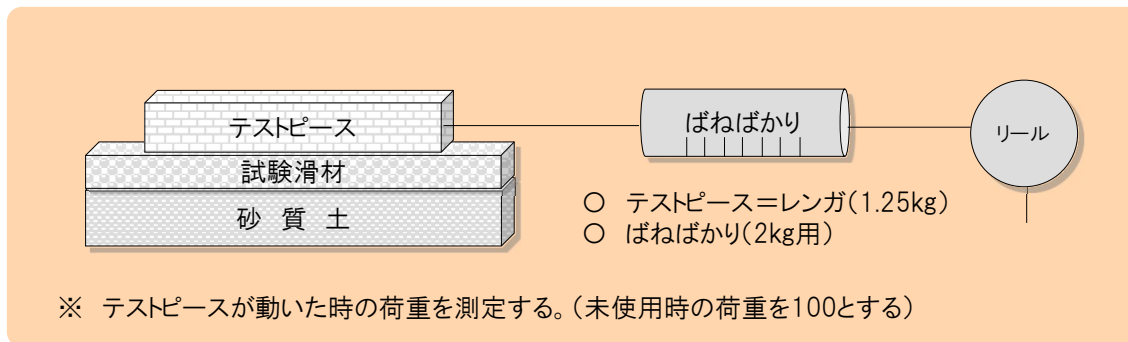 テストピース
試験滑材
砂質土
ばねばかり
リール
○ テストピース＝レンガ(1.25kg)
○ ばねばかり(2kg用)
※ テストピースが動いた時の荷重を測定する。(未使用時の荷重を100とする)